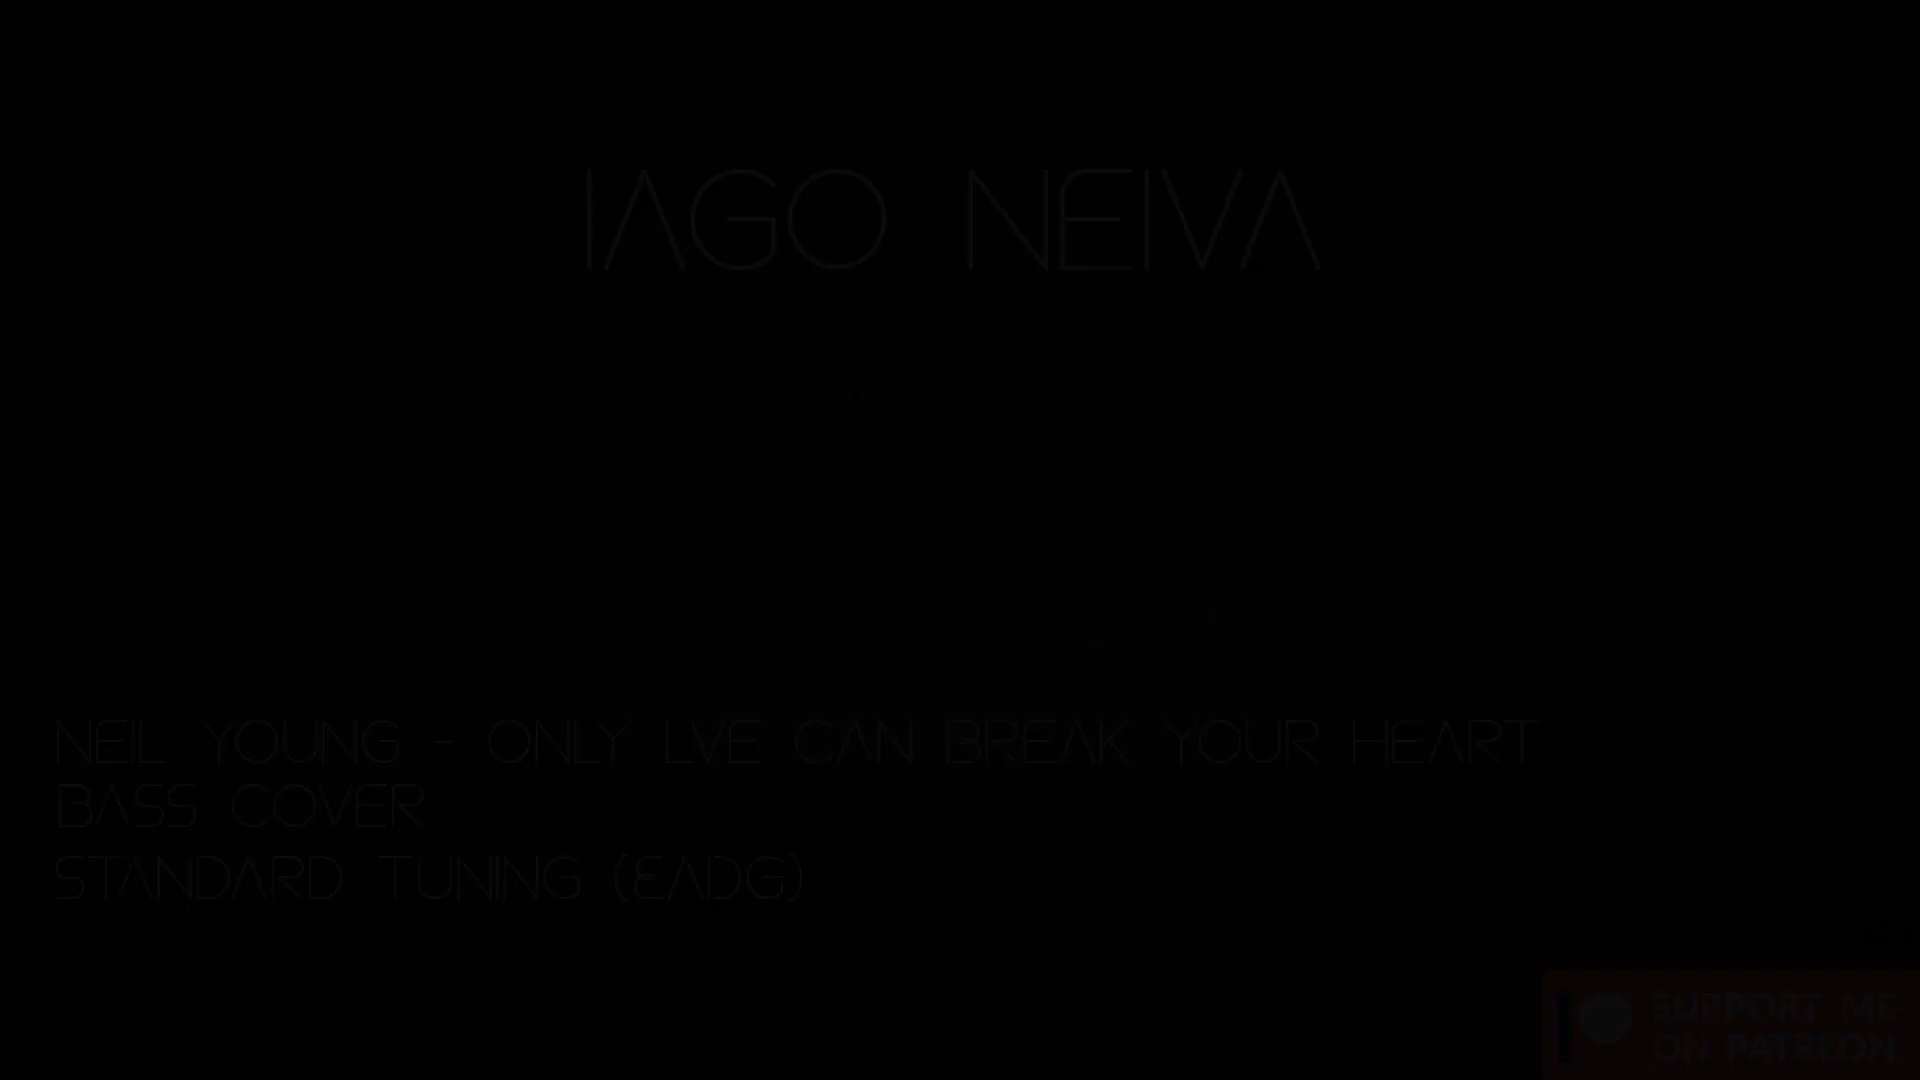 IAGO NEIVA
NEIL YOUNG - ONLY LVE CAN BREAK YOUR HEART
BASS COVER
STANDARD TUNING (EADG)
SUPPORT ME
ON PATREON